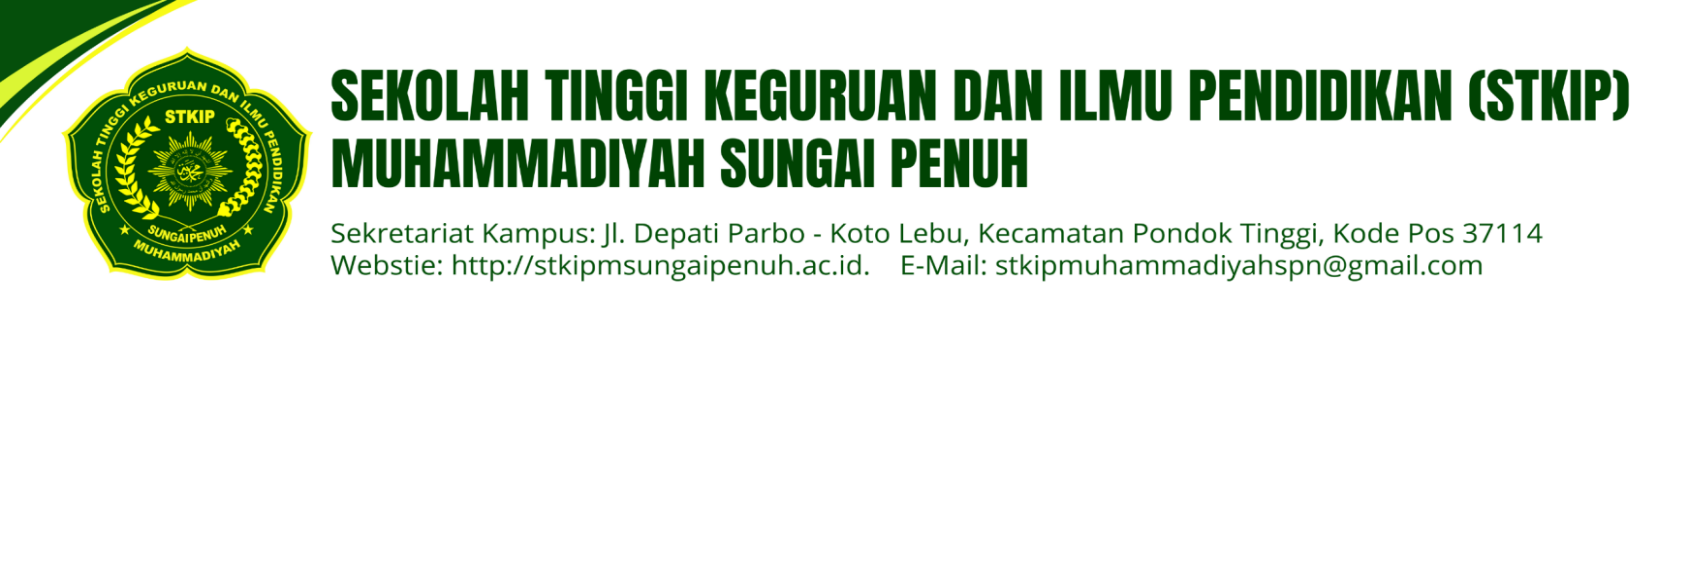 SEKOLAH TINGGI KEGURUAN DAN ILMU PENDIDIKAN
STKIP
SUNGAI PENUH
MUHAMMADIYAH
SEKOLAH TINGGI KEGURUAN DAN ILMU PENDIDIKAN (STKIP)
MUHAMMADIYAH SUNGAI PENUH
Sekretariat Kampus: Jl. Depati Parbo - Koto Lebu, Kecamatan Pondok Tinggi, Kode Pos 37114
Webstie: http://stkipmsungaipenuh.ac.id. E-Mail: stkipmuhammadiyahspn@gmail.com